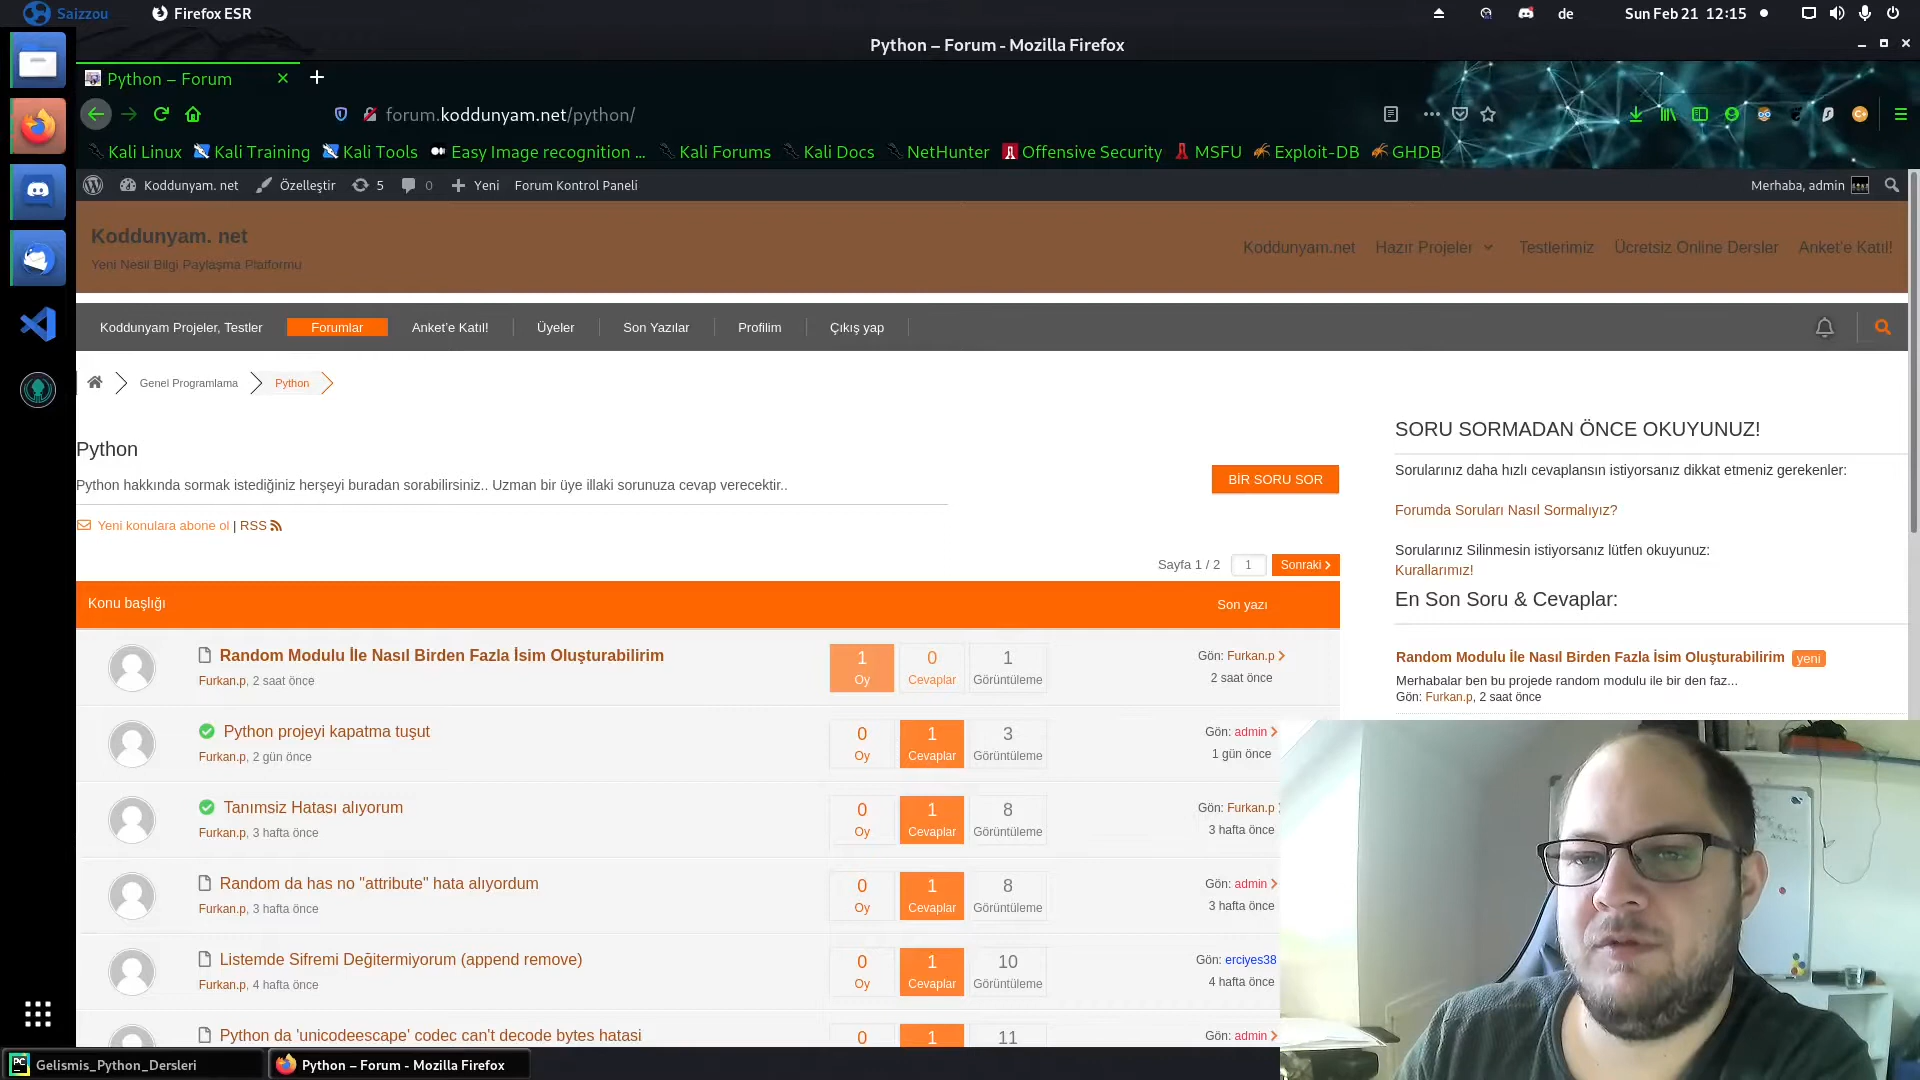 Saizzou
Firefox ESR
de
Sun Feb 21 12:15
Python – Forum - Mozilla Firefox
Python – Forum
forum.koddunyam.net/python/
Kali Linux
Kali Training
Kali Tools
Easy Image recognition ...
Kali Forums
Kali Docs
NetHunter
Offensive Security
MSFU
Exploit-DB
GHDB
Koddunyam. net
Özelleştir
5
0
Yeni
Forum Kontrol Paneli
Merhaba, admin
Koddunyam. net
Yeni Nesil Bilgi Paylaşma Platformu
Koddunyam.net
Hazır Projeler
Testlerimiz
Ücretsiz Online Dersler
Anket'e Katıl!
Koddunyam Projeler, Testler
Forumlar
Anket'e Katıl!
Üyeler
Son Yazılar
Profilim
Çıkış yap
Genel Programlama
Python
Python
Python hakkında sormak istediğiniz herşeyi buradan sorabilirsiniz.. Uzman bir üye illaki sorunuza cevap verecektir..
BİR SORU SOR
Yeni konulara abone ol | RSS
Sayfa 1 / 2
1
Sonraki
Konu başlığı
Son yazı
Random Modulu İle Nasıl Birden Fazla İsim Oluşturabilirim
Furkan.p, 2 saat önce
1
Oy
0
Cevaplar
1
Görüntüleme
Gön: Furkan.p
2 saat önce
Python projeyi kapatma tuşut
Furkan.p, 2 gün önce
0
Oy
1
Cevaplar
3
Görüntüleme
Gön: admin
1 gün önce
Tanımsiz Hatası alıyorum
Furkan.p, 3 hafta önce
0
Oy
1
Cevaplar
8
Görüntüleme
Gön: Furkan.p
3 hafta önce
Random da has no "attribute" hata alıyordum
Furkan.p, 3 hafta önce
0
Oy
1
Cevaplar
8
Görüntüleme
Gön: admin
3 hafta önce
Listemde Sifremi Değitermiyorum (append remove)
Furkan.p, 4 hafta önce
0
Oy
1
Cevaplar
10
Görüntüleme
Gön: erciyes38
4 hafta önce
Python da 'unicodeescape' codec can't decode bytes hatasi
0
1
11
Gön: admin
SORU SORMADAN ÖNCE OKUYUNUZ!
Sorularınız daha hızlı cevaplansın istiyorsanız dikkat etmeniz gerekenler:
Forumda Soruları Nasıl Sormalıyız?
Sorularınız Silinmesin istiyorsanız lütfen okuyunuz:
Kurallarımız!
En Son Soru & Cevaplar:
Random Modulu İle Nasıl Birden Fazla İsim Oluşturabilirim yeni
Merhabalar ben bu projede random modulu ile bir den faz...
Gön: Furkan.p, 2 saat önce
PC
Gelismis_Python_Dersleri
Python – Forum - Mozilla Firefox